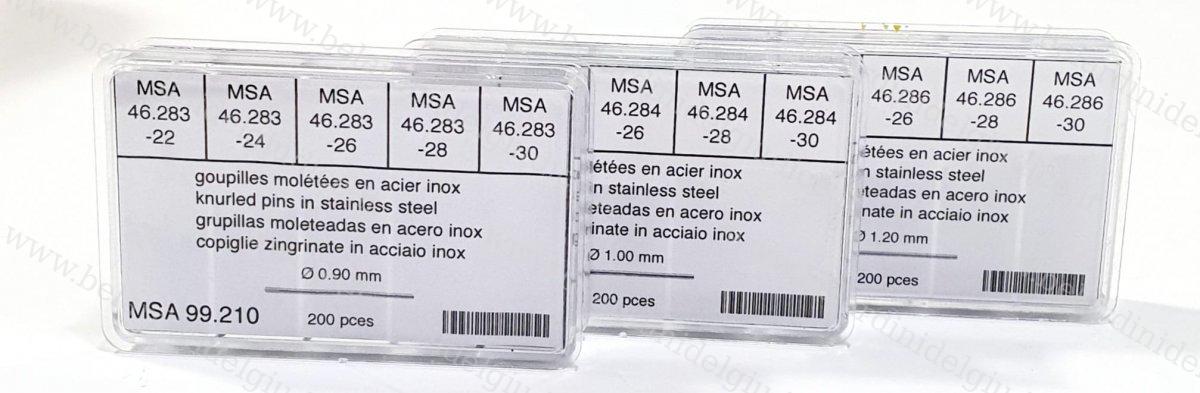 MSA 46.283 -22
MSA 46.283 -24
MSA 46.283 -26
MSA 46.283 -28
MSA 46.283 -30
goupilles molétées en acier inox
knurled pins in stainless steel
grupillas moleteadas en acero inox
copiglie zingrinate in acciaio inox
Ø 0.90 mm
MSA 99.210
200 pces
MSA 46.284 -26
MSA 46.284 -28
MSA 46.284 -30
létées en acier inox
n stainless steel
eteadas en acero inox
rinate in acciaio inox
Ø 1.00 mm
200 pces
MSA 46.286 -26
MSA 46.286 -28
MSA 46.286 -30
étées en acier inox
n stainless steel
eteadas en acero inox
inate in acciaio inox
1.20 mm
200 pces